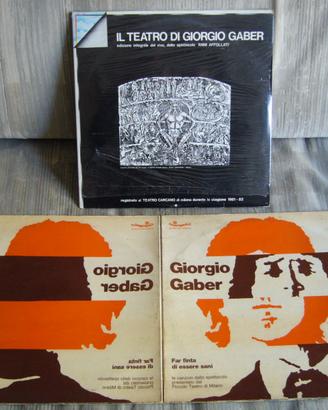 IL TEATRO DI GIORGIO GABER
edizione integrale dal vivo, dello spettacolo "ANNI AFFOLLATI"
registrato al TEATRO CARCANO di milano durante la stagione 1981-82
Giorgio
Gaber
Far finta
di essere sani
le canzoni dello spettacolo
presentato dal
Piccolo Teatro di Milano
Giorgio
Gaber
Far finta
di essere sani
le canzoni dello spettacolo
presentato dal
Piccolo Teatro di Milano